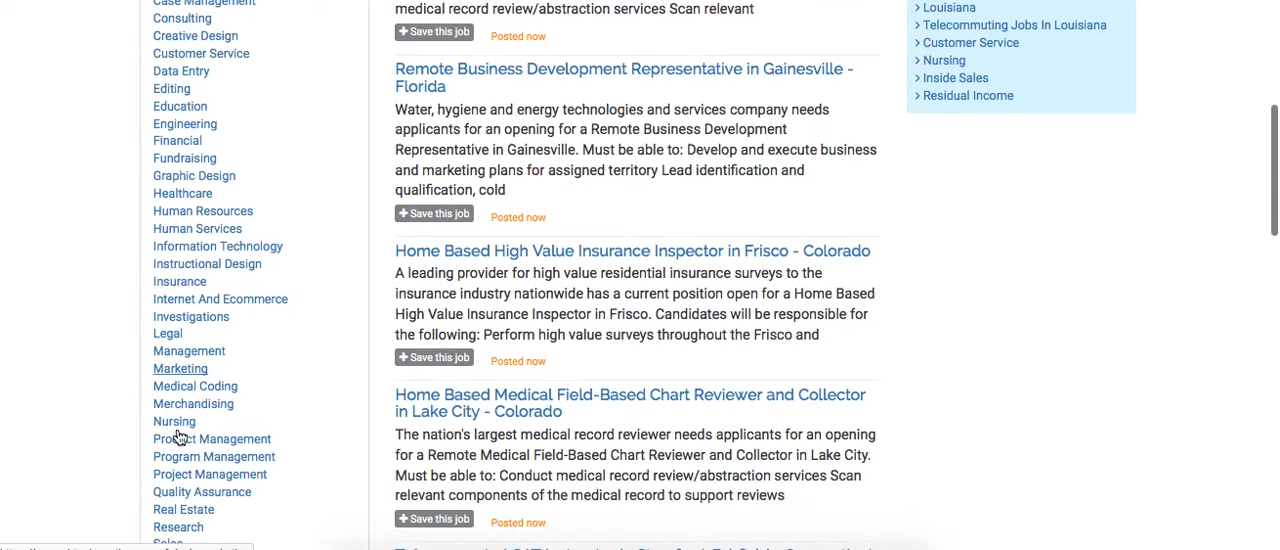 Case Management
Consulting
Creative Design
Customer Service
Data Entry
Editing
Education
Engineering
Financial
Fundraising
Graphic Design
Healthcare
Human Resources
Human Services
Information Technology
Instructional Design
Insurance
Internet And Ecommerce
Investigations
Legal
Management
Marketing
Medical Coding
Merchandising
Nursing
Product Management
Program Management
Project Management
Quality Assurance
Real Estate
Research
Sales
medical record review/abstraction services Scan relevant
+ Save this job Posted now
Remote Business Development Representative in Gainesville -
Florida
Water, hygiene and energy technologies and services company needs
applicants for an opening for a Remote Business Development
Representative in Gainesville. Must be able to: Develop and execute business
and marketing plans for assigned territory Lead identification and
qualification, cold
+ Save this job Posted now
Home Based High Value Insurance Inspector in Frisco - Colorado
A leading provider for high value residential insurance surveys to the
insurance industry nationwide has a current position open for a Home Based
High Value Insurance Inspector in Frisco. Candidates will be responsible for
the following: Perform high value surveys throughout the Frisco and
+ Save this job Posted now
Home Based Medical Field-Based Chart Reviewer and Collector
in Lake City - Colorado
The nation's largest medical record reviewer needs applicants for an opening
for a Remote Medical Field-Based Chart Reviewer and Collector in Lake City.
Must be able to: Conduct medical record review/abstraction services Scan
relevant components of the medical record to support reviews
+ Save this job Posted now
> Louisiana
> Telecommuting Jobs In Louisiana
> Customer Service
> Nursing
> Inside Sales
> Residual Income